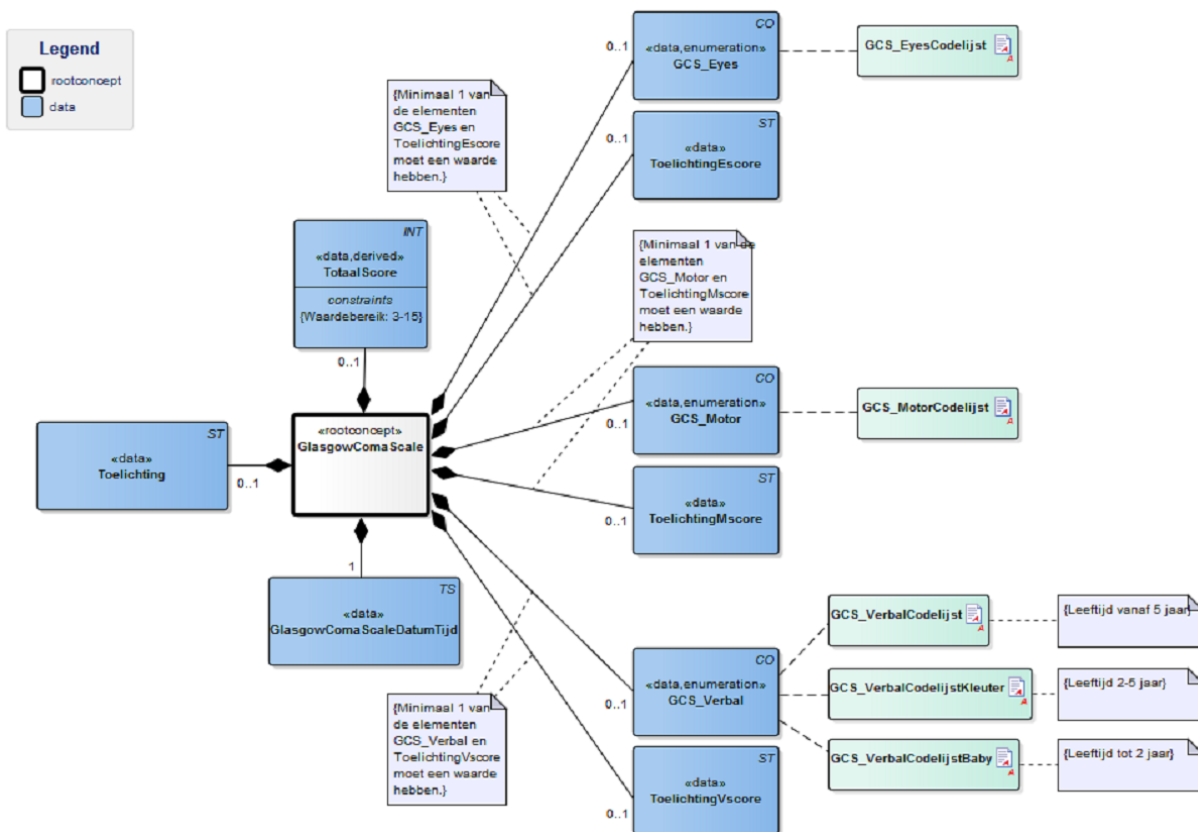 Legend
rootconcept
data
CO
«data,enumeration»
GCS_Eyes
0..1
GCS_EyesCodelijst
{Minimaal 1 van
de elementen
GCS_Eyes en
ToelichtingEscore
moet een waarde
hebben.}
ST
«data»
ToelichtingEscore
0..1
INT
«data,derived»
TotaalScore
constraints
{Waardebereik: 3-15}
0..1
{Minimaal 1 van de
elementen
GCS_Motor en
ToelichtingMscore
moet een waarde
hebben.}
CO
«data,enumeration»
GCS_Motor
0..1
GCS_MotorCodelijst
ST
«data»
Toelichting
0..1
«rootconcept»
GlasgowComaScale
ST
«data»
ToelichtingMscore
0..1
1
TS
«data»
GlasgowComaScaleDatumTijd
CO
«data,enumeration»
GCS_Verbal
0..1
GCS_VerbalCodelijst
{Leeftijd vanaf 5 jaar}
GCS_VerbalCodelijstKleuter
{Leeftijd 2-5 jaar}
GCS_VerbalCodelijstBaby
{Leeftijd tot 2 jaar}
{Minimaal 1 van
de elementen
GCS_Verbal en
ToelichtingVscore
moet een waarde
hebben.}
ST
«data»
ToelichtingVscore
0..1